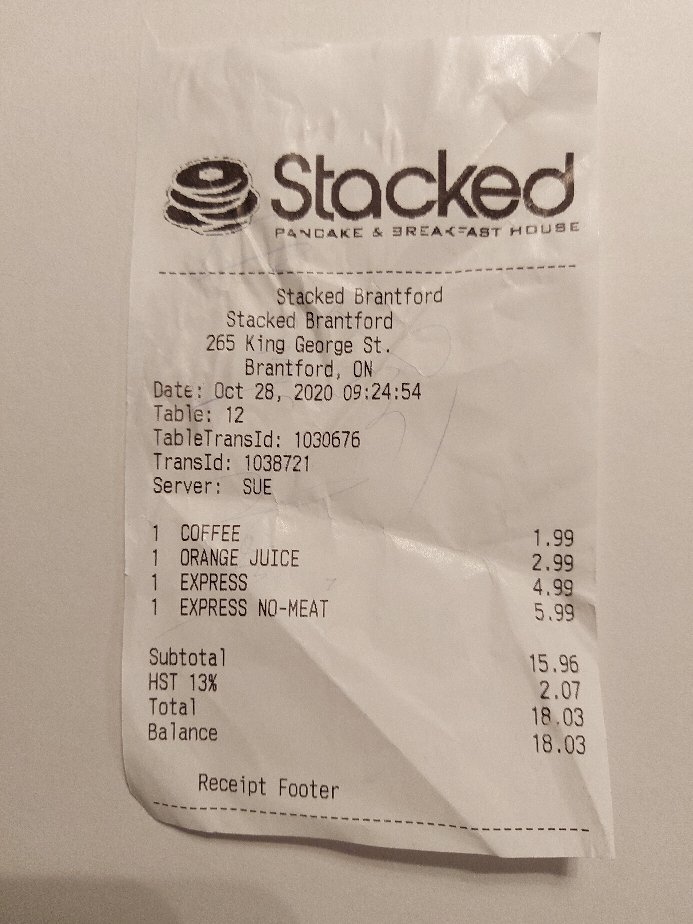 Stacked
PANCAKE & BREAKFAST HOUSE
Stacked Brantford
Stacked Brantford
265 King George St.
Brantford, ON
Date: Oct 28, 2020 09:24:54
Table: 12
TableTransId: 1030676
TransId: 1038721
Server: SUE
1 COFFEE 1.99
1 ORANGE JUICE 2.99
1 EXPRESS 4.99
1 EXPRESS NO-MEAT 5.99
Subtotal 15.96
HST 13% 2.07
Total 18.03
Balance 18.03
Receipt Footer